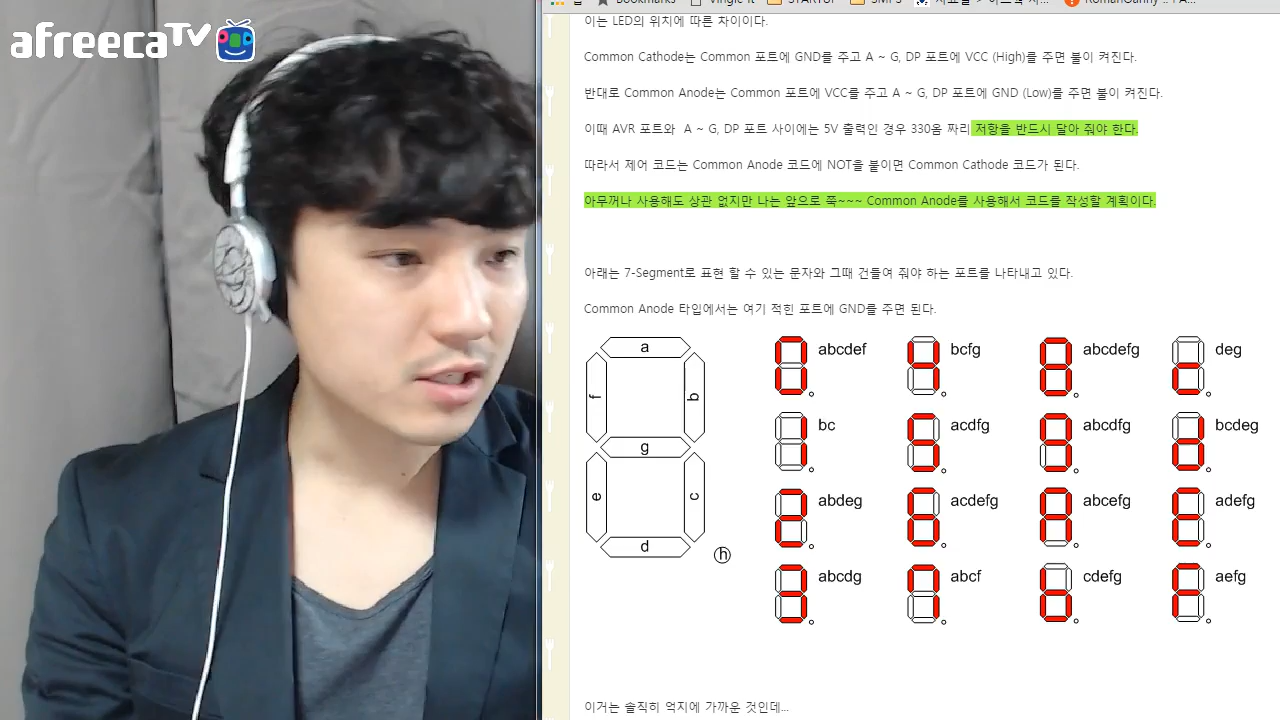 afreecaTV
Bookmarks
Vingle it
STARTUP
이는 LED의 위치에 따른 차이이다.
Common Cathode는 Common 포트에 GND를 주고 A ~ G, DP 포트에 VCC (High)를 주면 불이 켜진다.
반대로 Common Anode는 Common 포트에 VCC를 주고 A ~ G, DP 포트에 GND (Low)를 주면 불이 켜진다.
이때 AVR 포트와 A ~ G, DP 포트 사이에는 5V 출력인 경우 330옴 짜리 저항을 반드시 달아 줘야 한다.
따라서 제어 코드는 Common Anode 코드에 NOT을 붙이면 Common Cathode 코드가 된다.
아무꺼나 사용해도 상관 없지만 나는 앞으로 쭉~~~ Common Anode를 사용해서 코드를 작성할 계획이다.
아래는 7-Segment로 표현 할 수 있는 문자와 그때 건들여 줘야 하는 포트를 나타내고 있다.
Common Anode 타입에서는 여기 적힌 포트에 GND를 주면 된다.
a
f
b
g
e
c
d
h
abcdef
bcfg
abcdefg
deg
bc
acdfg
abcdfg
bcdeg
abdeg
acdefg
abcefg
adefg
abcdg
abcf
cdefg
aefg
이거는 솔직히 억지에 가까운 것인데...